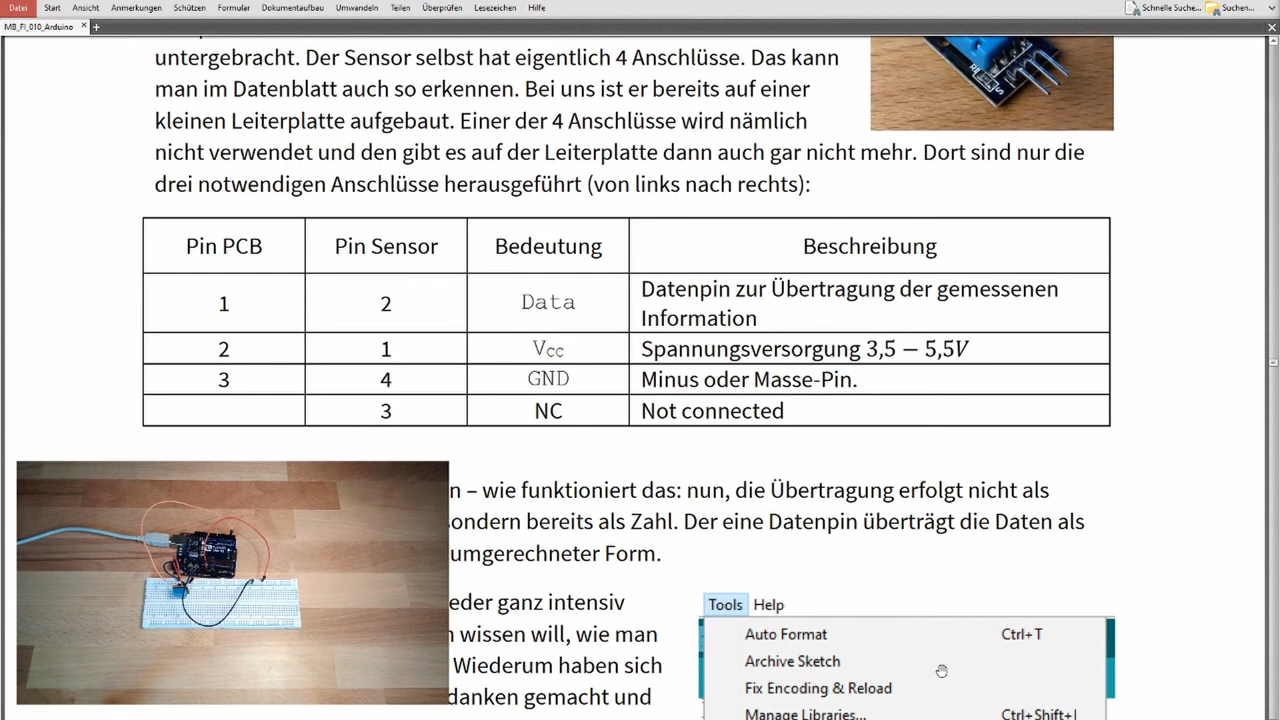 Datei Start Ansicht Anmerkungen Schützen Formular Dokumentaufbau Umwandeln Teilen Überprüfen Lesezeichen Hilfe Schnelle Suche... Suchen...
MB_FI_010_Arduino
untergebracht. Der Sensor selbst hat eigentlich 4 Anschlüsse. Das kann
man im Datenblatt auch so erkennen. Bei uns ist er bereits auf einer
kleinen Leiterplatte aufgebaut. Einer der 4 Anschlüsse wird nämlich
nicht verwendet und den gibt es auf der Leiterplatte dann auch gar nicht mehr. Dort sind nur die
drei notwendigen Anschlüsse herausgeführt (von links nach rechts):
Pin PCB Pin Sensor Bedeutung Beschreibung
1 2 Data Datenpin zur Übertragung der gemessenen
Information
2 1 Vcc Spannungsversorgung 3,5 – 5,5V
3 4 GND Minus oder Masse-Pin.
3 NC Not connected
n – wie funktioniert das: nun, die Übertragung erfolgt nicht als
sondern bereits als Zahl. Der eine Datenpin überträgt die Daten als
umgerechneter Form.
eder ganz intensiv
n wissen will, wie man
Wiederum haben sich
danken gemacht und
Tools Help
Auto Format Ctrl+T
Archive Sketch
Fix Encoding & Reload
Manage Libraries... Ctrl+Shift+I